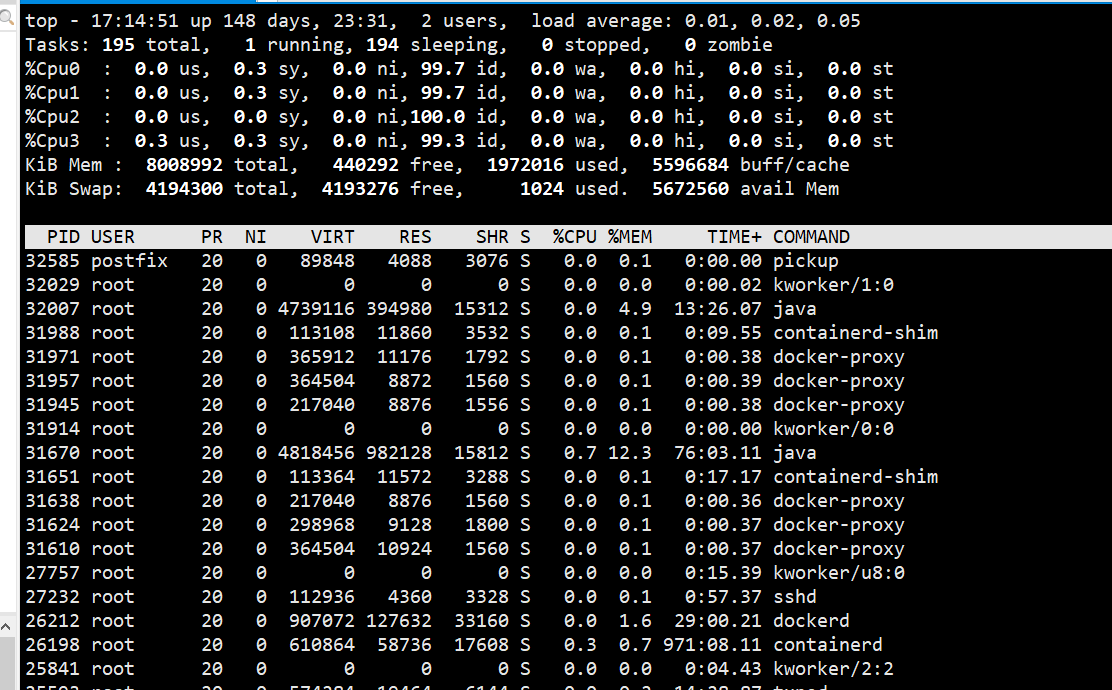 top - 17:14:51 up 148 days, 23:31,  2 users,  load average: 0.01, 0.02, 0.05
Tasks: 195 total,   1 running, 194 sleeping,   0 stopped,   0 zombie
%Cpu0  :  0.0 us,  0.3 sy,  0.0 ni, 99.7 id,  0.0 wa,  0.0 hi,  0.0 si,  0.0 st
%Cpu1  :  0.0 us,  0.3 sy,  0.0 ni, 99.7 id,  0.0 wa,  0.0 hi,  0.0 si,  0.0 st
%Cpu2  :  0.0 us,  0.0 sy,  0.0 ni,100.0 id,  0.0 wa,  0.0 hi,  0.0 si,  0.0 st
%Cpu3  :  0.3 us,  0.3 sy,  0.0 ni, 99.3 id,  0.0 wa,  0.0 hi,  0.0 si,  0.0 st
KiB Mem :  8008992 total,   440292 free,  1972016 used,  5596684 buff/cache
KiB Swap:  4194300 total,  4193276 free,     1024 used.  5672560 avail Mem
  PID USER      PR  NI    VIRT    RES    SHR S  %CPU %MEM     TIME+ COMMAND
32585 postfix   20   0   89848   4088   3076 S   0.0  0.1   0:00.00 pickup
32029 root      20   0       0      0      0 S   0.0  0.0   0:00.02 kworker/1:0
32007 root      20   0 4739116 394980  15312 S   0.0  4.9  13:26.07 java
31988 root      20   0  113108  11860   3532 S   0.0  0.1   0:09.55 containerd-shim
31971 root      20   0  365912  11176   1792 S   0.0  0.1   0:00.38 docker-proxy
31957 root      20   0  364504   8872   1560 S   0.0  0.1   0:00.39 docker-proxy
31945 root      20   0  217040   8876   1556 S   0.0  0.1   0:00.38 docker-proxy
31914 root      20   0       0      0      0 S   0.0  0.0   0:00.00 kworker/0:0
31670 root      20   0 4818456 982128  15812 S   0.7 12.3  76:03.11 java
31651 root      20   0  113364  11572   3288 S   0.0  0.1   0:17.17 containerd-shim
31638 root      20   0  217040   8876   1560 S   0.0  0.1   0:00.36 docker-proxy
31624 root      20   0  298968   9128   1800 S   0.0  0.1   0:00.37 docker-proxy
31610 root      20   0  364504  10924   1560 S   0.0  0.1   0:00.37 docker-proxy
27757 root      20   0       0      0      0 S   0.0  0.0   0:15.39 kworker/u8:0
27232 root      20   0  112936   4360   3328 S   0.0  0.1   0:57.37 sshd
26212 root      20   0  907072 127632  33160 S   0.0  1.6  29:00.21 dockerd
26198 root      20   0  610864  58736  17608 S   0.3  0.7 971:08.11 containerd
25841 root      20   0       0      0      0 S   0.0  0.0   0:04.43 kworker/2:2